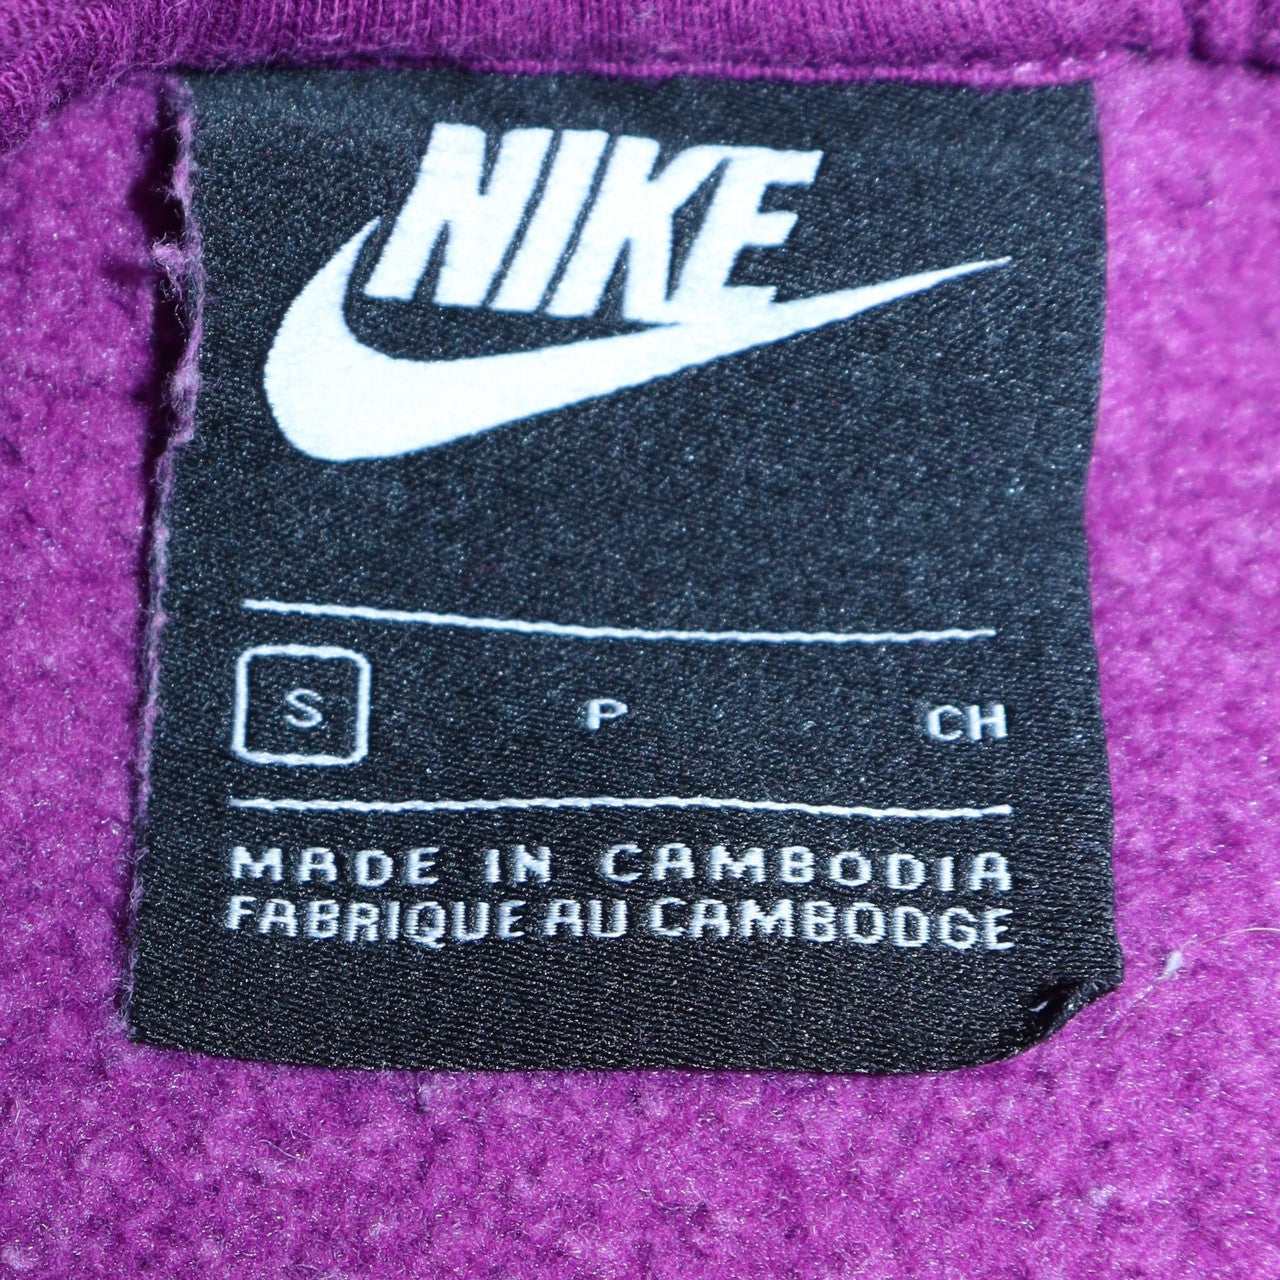 NIKE
S P CH
MADE IN CAMBODIA
FABRIQUE AU CAMBODGE